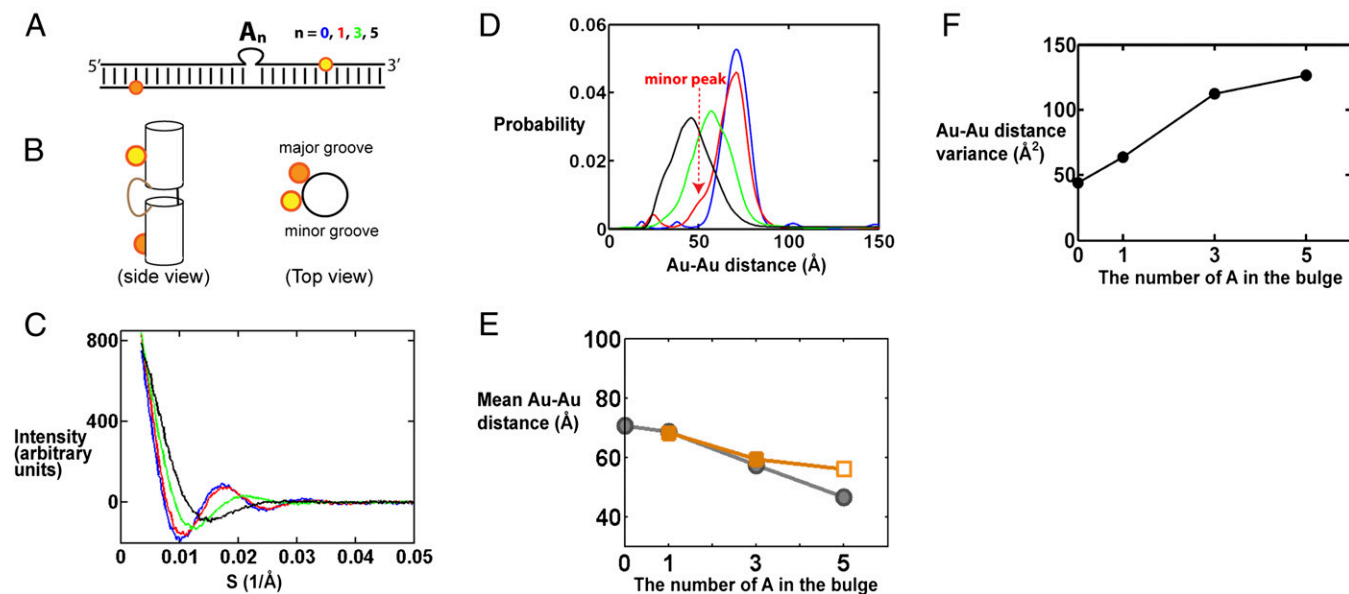 A
An
n = 0, 1, 3, 5
5'
3'
B
major groove
minor groove
(side view)
(Top view)
C
800
400
0
Intensity
(arbitrary
units)
0
0.01
0.02
0.03
0.04
0.05
S (1/Å)
D
0.06
0.04
0.02
0
Probability
minor peak
0
50
100
150
Au-Au distance (Å)
E
100
80
60
40
Mean Au-Au
distance (Å)
0
1
3
5
The number of A in the bulge
F
150
100
50
0
Au-Au distance
variance (Å²)
0
1
3
5
The number of A in the bulge